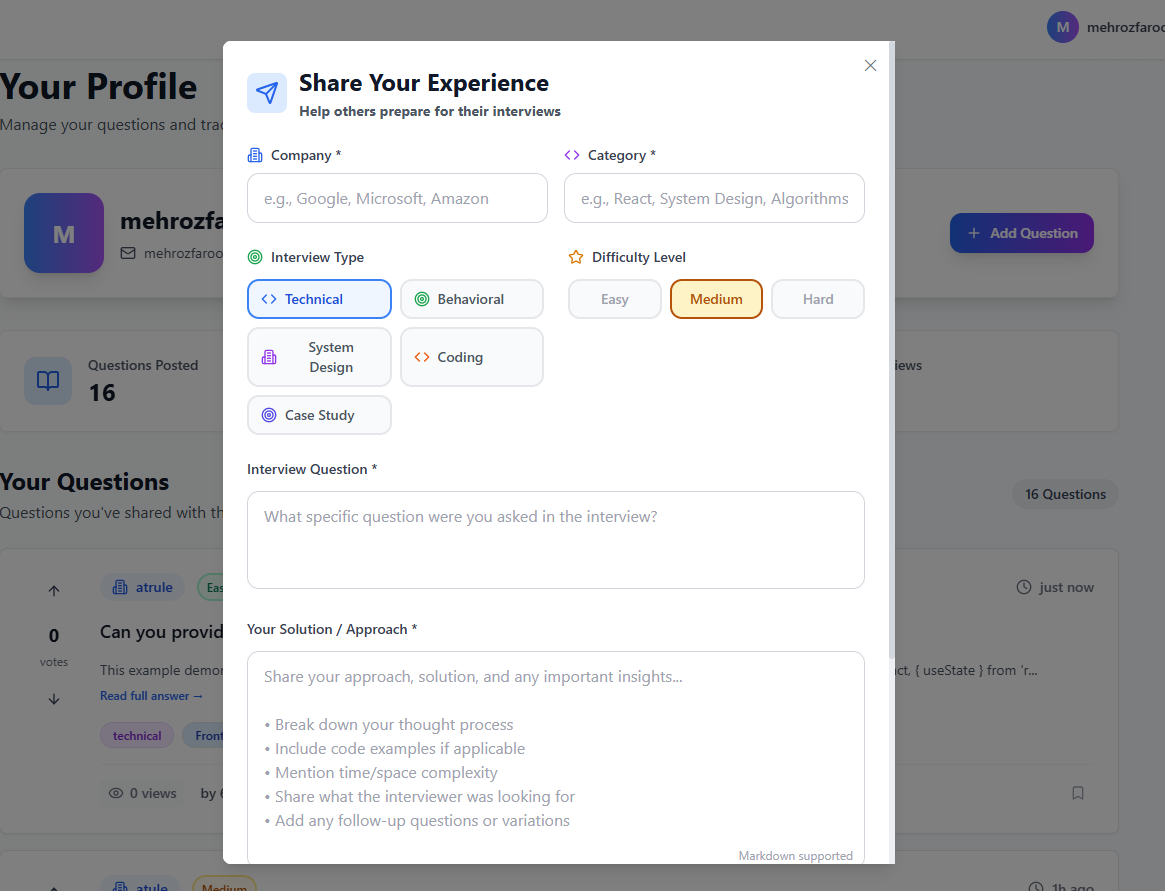 M mehrozfaroo
Your Profile
Manage your questions and trac
M
mehrozfa
mehrozfaroo
+ Add Question
Questions Posted
16
iews
Your Questions
Questions you've shared with th
16 Questions
atrule
Eas
just now
0
votes
Can you provid
This example demor
ct, { useState } from 'r...
Read full answer →
technical
Front
0 views
by
atule
Medium
1h ago
Share Your Experience
Help others prepare for their interviews
Company *
Category *
e.g., Google, Microsoft, Amazon
e.g., React, System Design, Algorithms
Interview Type
Difficulty Level
Technical
Behavioral
Easy
Medium
Hard
System
Design
Coding
Case Study
Interview Question *
What specific question were you asked in the interview?
Your Solution / Approach *
Share your approach, solution, and any important insights...
• Break down your thought process
• Include code examples if applicable
• Mention time/space complexity
• Share what the interviewer was looking for
• Add any follow-up questions or variations
Markdown supported